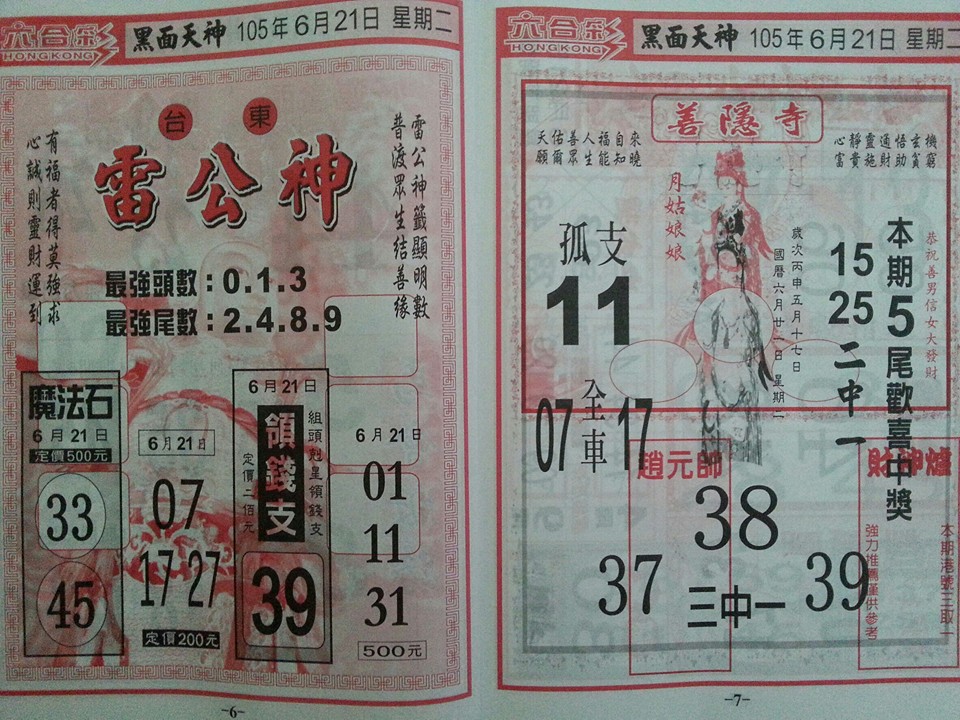 六合彩
HONGKONG
黑面天神 105年6月21日 星期二
台東
雷公神
雷公神籤顯明數
普渡眾生結善緣
有福者得莫強求
心誠則靈財運到
最強頭數:0.1.3
最強尾數:2.4.8.9
魔法石
6月21日
定價500元
33
45
6月21日
07
17 27
定價200元
6月21日
組頭剋星領錢支
領錢支
定價二佰元
39
6月21日
01
11
31
500元
-6-
六合彩
HONGKONG
黑面天神 105年6月21日 星期二
善隱寺
機窮
玄貧
悟助
通財
靈施
靜貴
心富
來曉
自知
福能
人生
善眾
佑爾
天願
月姑娘娘
恭祝善男信女大發財
本期5尾歡喜中獎
15
25
二中一
歲次丙申五月十七日
國曆六月廿一日星期二
孤支
11
07 全車 17
趙元帥
財神爐
38
37
39
三中一
強力推薦僅供參考
本期港號三取一
-7-